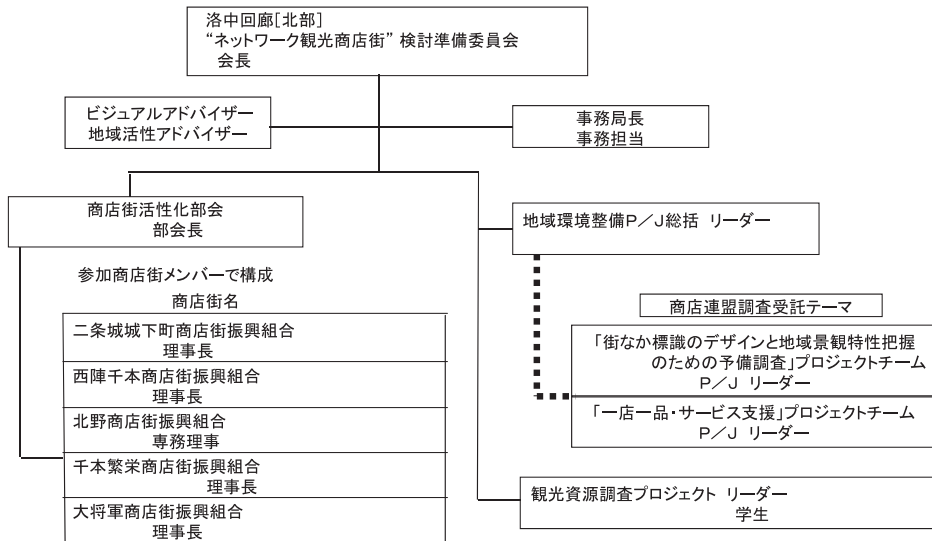 洛中回廊[北部]
“ネットワーク観光商店街” 検討準備委員会
会長
ビジュアルアドバイザー
地域活性アドバイザー
事務局長
事務担当
商店街活性化部会
部会長
参加商店街メンバーで構成
商店街名
二条城城下町商店街振興組合
理事長
西陣千本商店街振興組合
理事長
北野商店街振興組合
専務理事
千本繁栄商店街振興組合
理事長
大将軍商店街振興組合
理事長
地域環境整備P／J総括 リーダー
商店連盟調査受託テーマ
「街なか標識のデザインと地域景観特性把握
のための予備調査」プロジェクトチーム
P／J リーダー
「一店一品・サービス支援」プロジェクトチーム
P／J リーダー
観光資源調査プロジェクト リーダー
学生